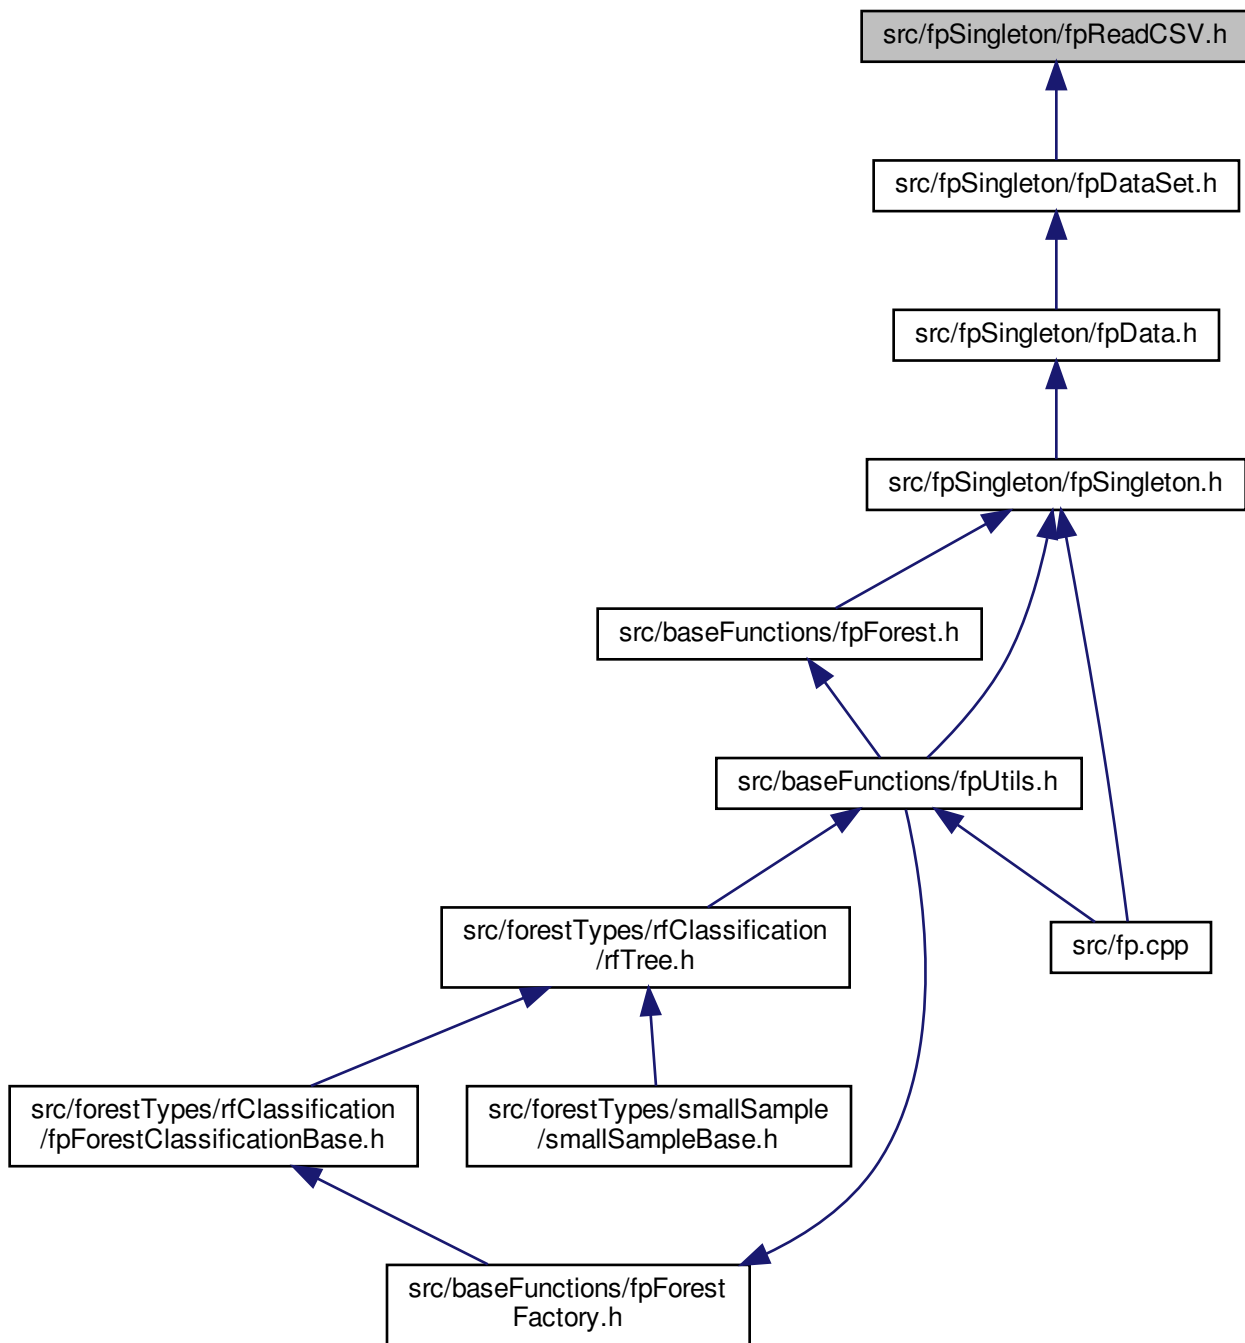 src/fpSingleton/fpReadCSV.h
src/fpSingleton/fpDataSet.h
src/fpSingleton/fpData.h
src/fpSingleton/fpSingleton.h
src/baseFunctions/fpForest.h
src/baseFunctions/fpUtils.h
src/forestTypes/rfClassification
/rfTree.h
src/fp.cpp
src/forestTypes/rfClassification
/fpForestClassificationBase.h
src/forestTypes/smallSample
/smallSampleBase.h
src/baseFunctions/fpForest
Factory.h